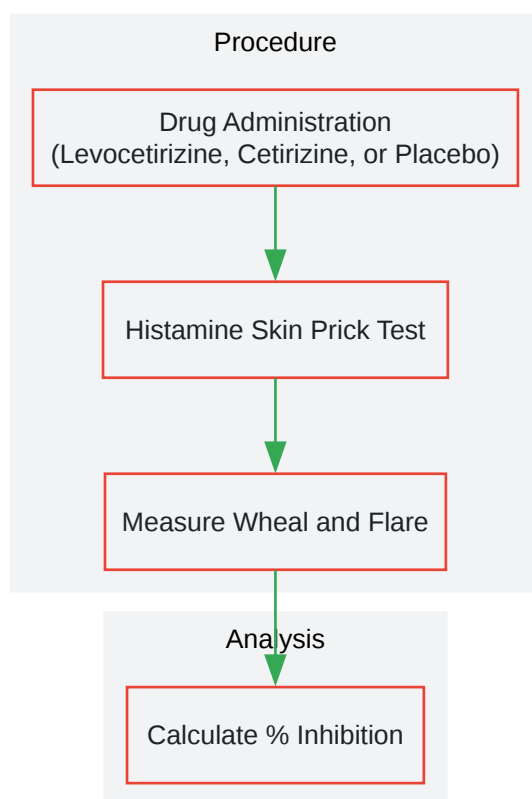 Procedure
Drug Administration
(Levocetirizine, Cetirizine, or Placebo)
Histamine Skin Prick Test
Measure Wheal and Flare
Analysis
Calculate % Inhibition